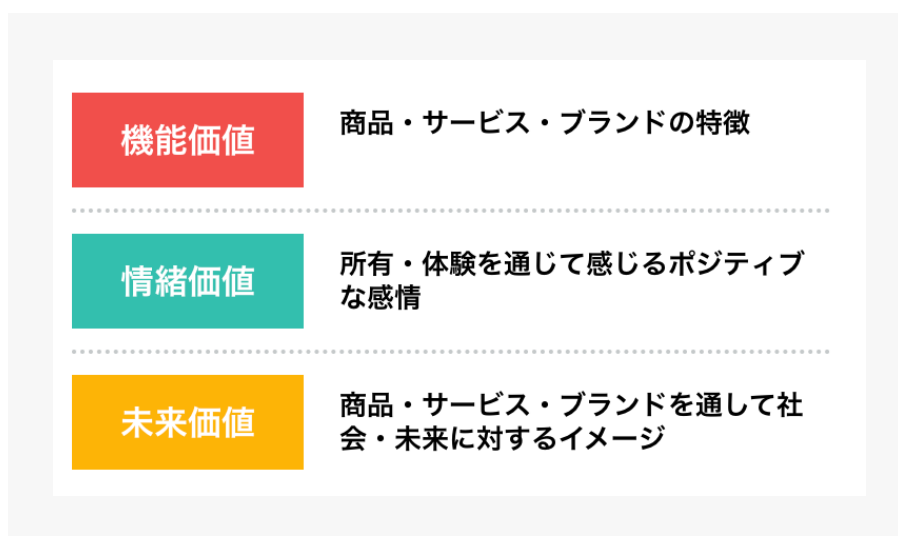 機能価値
商品・サービス・ブランドの特徴
情緒価値
所有・体験を通じて感じるポジティブ
な感情
未来価値
商品・サービス・ブランドを通して社
会・未来に対するイメージ